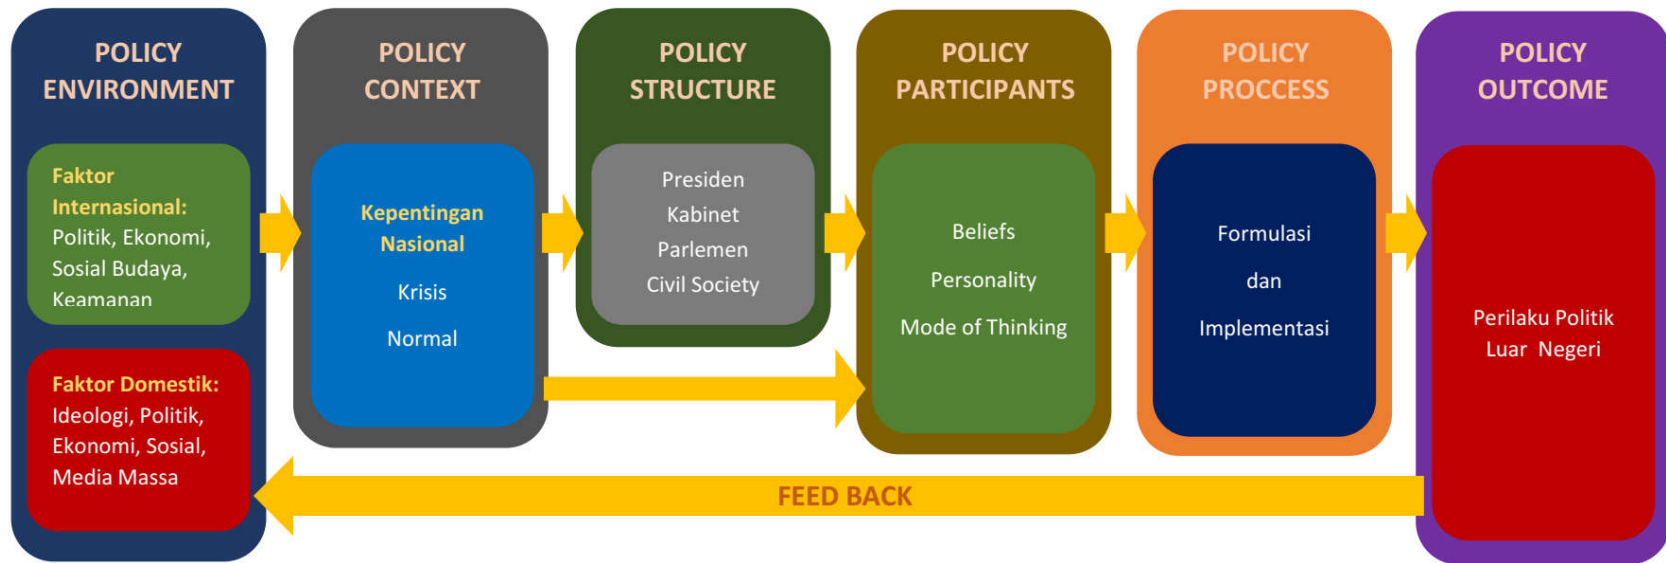 POLICY
ENVIRONMENT
Faktor
Internasional:
Politik, Ekonomi,
Sosial Budaya,
Keamanan
Faktor Domestik:
Ideologi, Politik,
Ekonomi, Sosial,
Media Massa
POLICY
CONTEXT
Kepentingan
Nasional
Krisis
Normal
POLICY
STRUCTURE
Presiden
Kabinet
Parlemen
Civil Society
POLICY
PARTICIPANTS
Beliefs
Personality
Mode of Thinking
POLICY
PROCCESS
Formulasi
dan
Implementasi
POLICY
OUTCOME
Perilaku Politik
Luar Negeri
FEED BACK